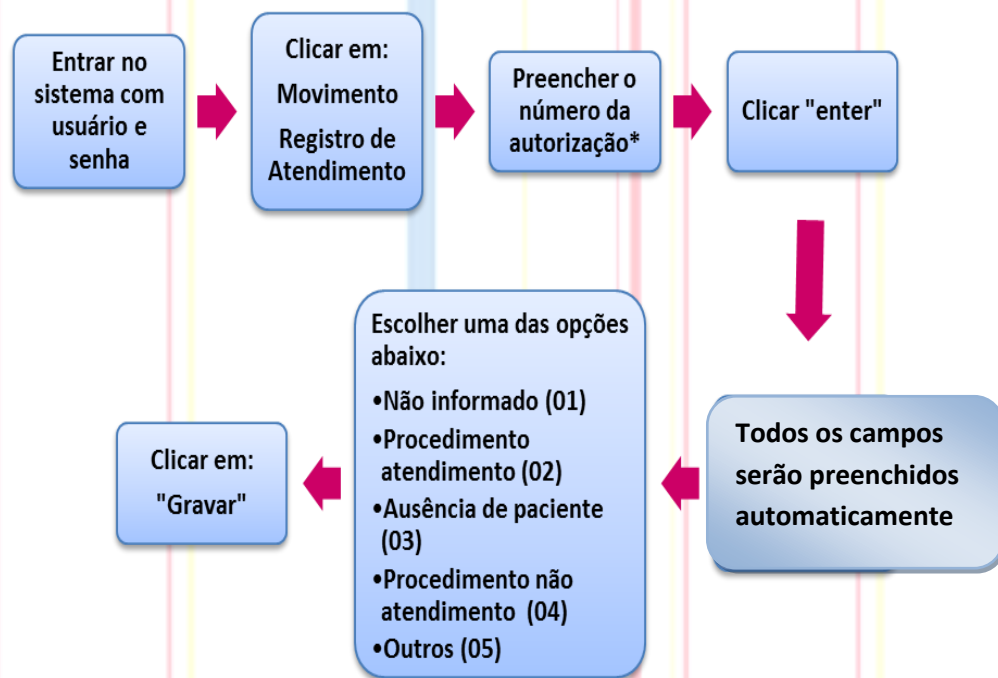 Entrar no
sistema com
usuário e
senha
Clicar em:
Movimento
Registro de
Atendimento
Preencher o
número da
autorização*
Clicar "enter"
Todos os campos
serão preenchidos
automaticamente
Escolher uma das opções
abaixo:
•Não informado (01)
•Procedimento
atendimento (02)
•Ausência de paciente
(03)
•Procedimento não
atendimento (04)
•Outros (05)
Clicar em:
"Gravar"